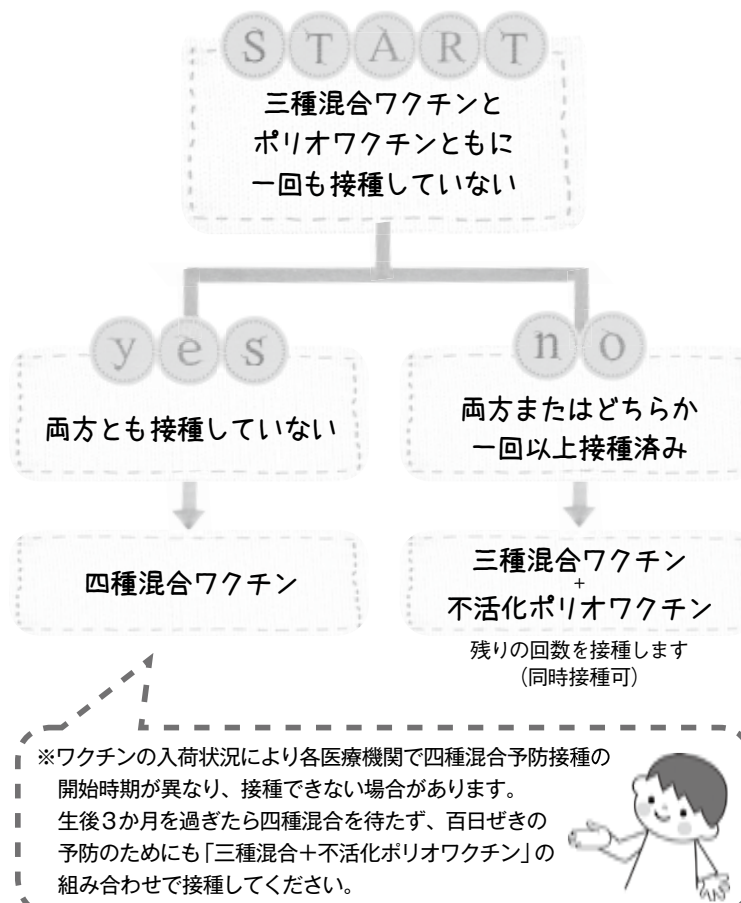 START
三種混合ワクチンと
ポリオワクチンともに
一回も接種していない
yes
両方とも接種していない
四種混合ワクチン
no
両方またはどちらか
一回以上接種済み
三種混合ワクチン
+
不活化ポリオワクチン
残りの回数を接種します
(同時接種可)
※ワクチンの入荷状況により各医療機関で四種混合予防接種の
開始時期が異なり、接種できない場合があります。
生後3か月を過ぎたら四種混合を待たず、百日ぜきの
予防のためにも「三種混合+不活化ポリオワクチン」の
組み合わせで接種してください。